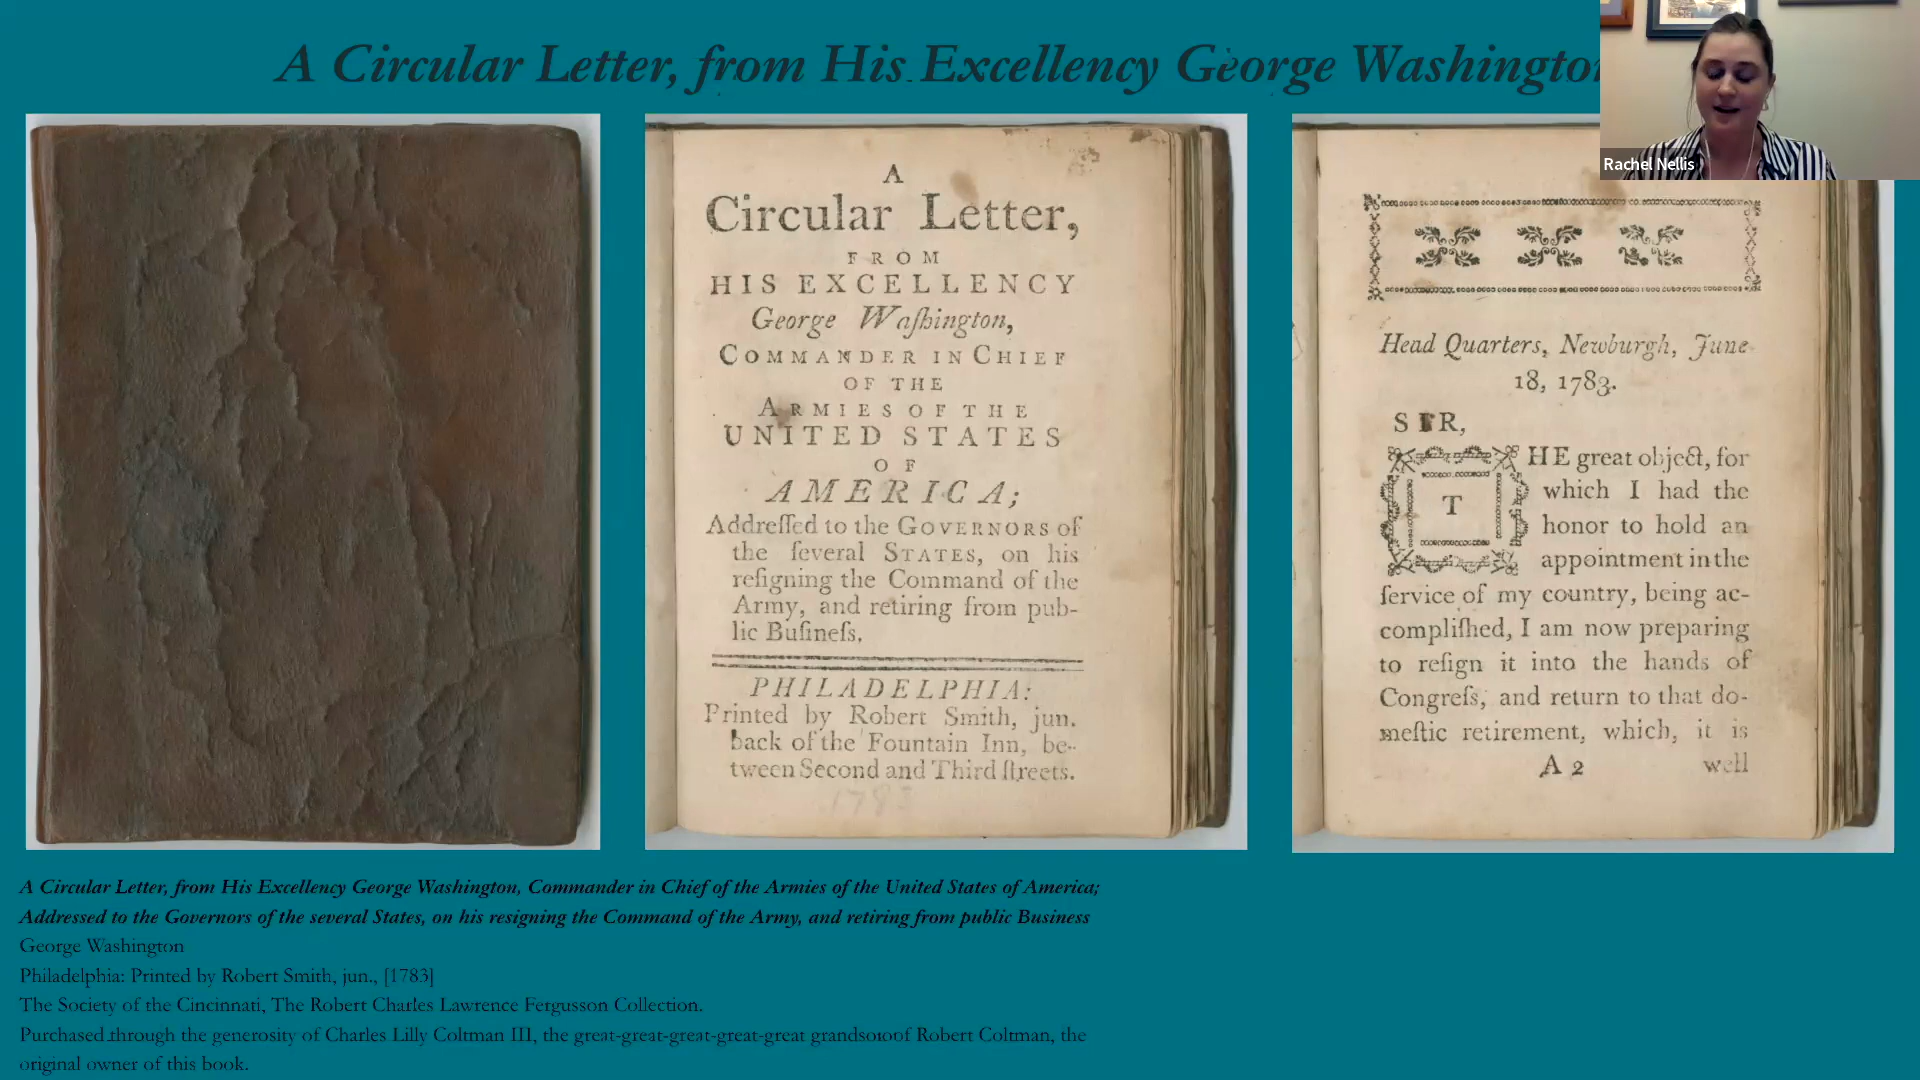 A Circular Letter, from His Excellency George Washington
Rachel Nellis
A
Circular Letter,
FROM
HIS EXCELLENCY
George Waſhington,
COMMANDER IN CHIEF
OF THE
ARMIES OF THE
UNITED STATES
OF
AMERICA;
Addreſſed to the GOVERNORS of
the ſeveral STATES, on his
reſigning the Command of the
Army, and retiring from pub-
lic Buſineſs.
PHILADELPHIA:
Printed by Robert Smith, jun.
back of the Fountain Inn, be-
tween Second and Third ſtreets.
1783
Head Quarters, Newburgh, June
18, 1783.
SIR,
THE great object, for
which I had the
honor to hold an
appointment in the
ſervice of my country, being ac-
compliſhed, I am now preparing
to reſign it into the hands of
Congreſs, and return to that do-
meſtic retirement, which, it is
A 2 well
A Circular Letter, from His Excellency George Washington, Commander in Chief of the Armies of the United States of America;
Addressed to the Governors of the several States, on his resigning the Command of the Army, and retiring from public Business
George Washington
Philadelphia: Printed by Robert Smith, jun., [1783]
The Society of the Cincinnati, The Robert Charles Lawrence Fergusson Collection.
Purchased through the generosity of Charles Lilly Coltman III, the great-great-great-great-great grandson of Robert Coltman, the
original owner of this book.